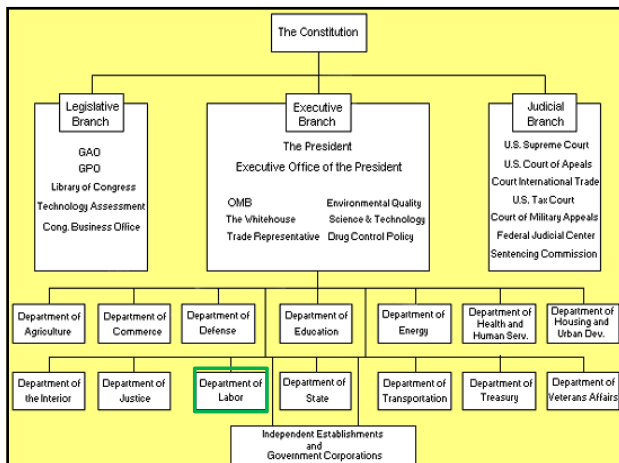 The Constitution
Legislative
Branch
GAO
GPO
Library of Congress
Technology Assessment
Cong. Business Office
Executive
Branch
The President
Executive Office of the President
OMB
Environmental Quality
The Whitehouse
Science & Technology
Trade Representative
Drug Control Policy
Judicial
Branch
U.S. Supreme Court
U.S. Court of Apeals
Court International Trade
U.S. Tax Court
Court of Military Appeals
Federal Judicial Center
Sentencing Commission
Department of
Agriculture
Department of
Commerce
Department of
Defense
Department of
Education
Department of
Energy
Department of
Health and
Human Serv.
Department of
Housing and
Urban Dev.
Department of
the Interior
Department of
Justice
Department of
Labor
Department of
State
Department of
Transportation
Department of
Treasury
Department of
Veterans Affairs
Independent Establishments
and
Government Corporations